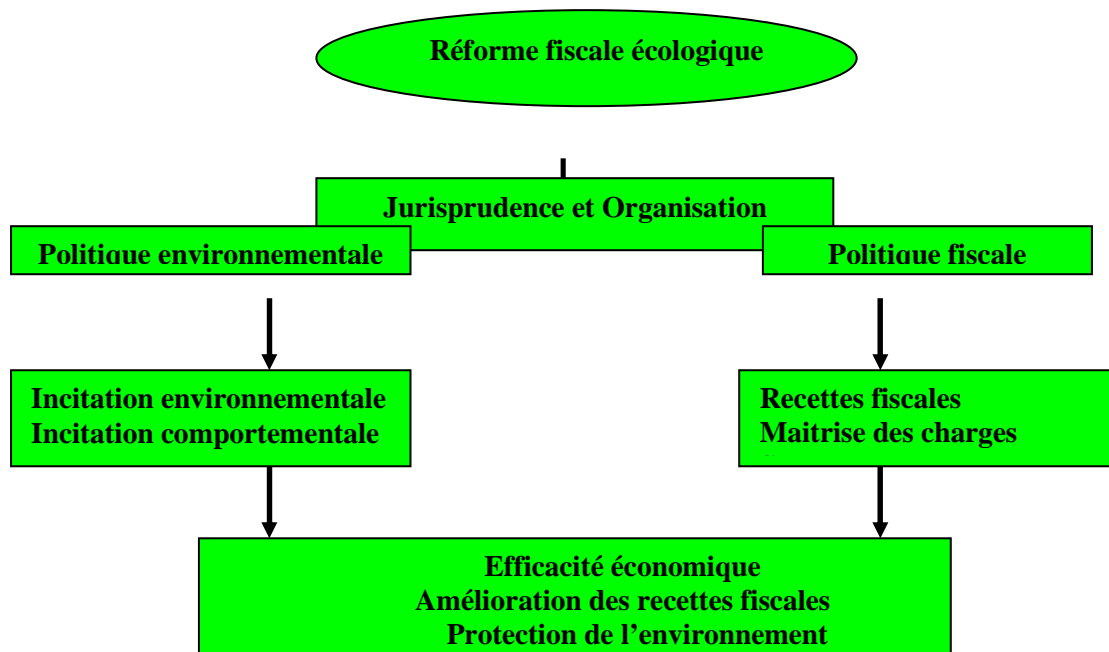 Réforme fiscale écologique
Jurisprudence et Organisation
Politique environnementale
Politique fiscale
Incitation environnementale
Incitation comportementale
Recettes fiscales
Maitrise des charges
Efficacité économique
Amélioration des recettes fiscales
Protection de l’environnement